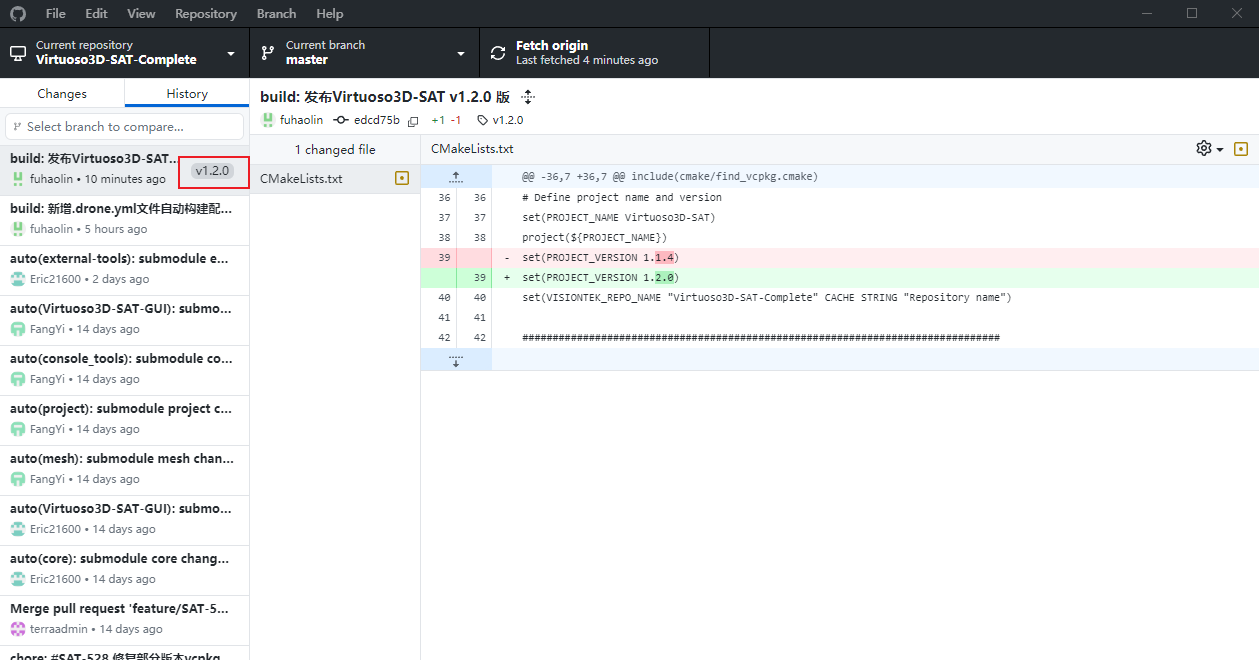 File Edit View Repository Branch Help
Current repository
Virtuoso3D-SAT-Complete
Current branch
master
Fetch origin
Last fetched 4 minutes ago
Changes
History
Select branch to compare...
build: 发布Virtuoso3D-SAT...
fuhaolin • 10 minutes ago
v1.2.0
build: 新增.drone.yml文件自动构建配...
fuhaolin • 5 hours ago
auto(external-tools): submodule e...
Eric21600 • 2 days ago
auto(Virtuoso3D-SAT-GUI): submo...
FangYi • 14 days ago
auto(console_tools): submodule co...
FangYi • 14 days ago
auto(project): submodule project c...
FangYi • 14 days ago
auto(mesh): submodule mesh chan...
FangYi • 14 days ago
auto(Virtuoso3D-SAT-GUI): submo...
Eric21600 • 14 days ago
auto(core): submodule core chang...
Eric21600 • 14 days ago
Merge pull request 'feature/SAT-5...
terraadmin • 14 days ago
chore: #SAT-528 修复部分版本vcpkg
build: 发布Virtuoso3D-SAT v1.2.0 版
fuhaolin edcd75b +1 -1 v1.2.0
1 changed file
CMakeLists.txt
CMakeLists.txt
@@ -36,7 +36,7 @@ include(cmake/find_vcpkg.cmake)
36 36 # Define project name and version
37 37 set(PROJECT_NAME Virtuoso3D-SAT)
38 38 project(${PROJECT_NAME})
39 - set(PROJECT_VERSION 1.1.4)
39 + set(PROJECT_VERSION 1.2.0)
40 40 set(VISIONTEK_REPO_NAME "Virtuoso3D-SAT-Complete" CACHE STRING "Repository name")
41 41
42 42 ################################################################################